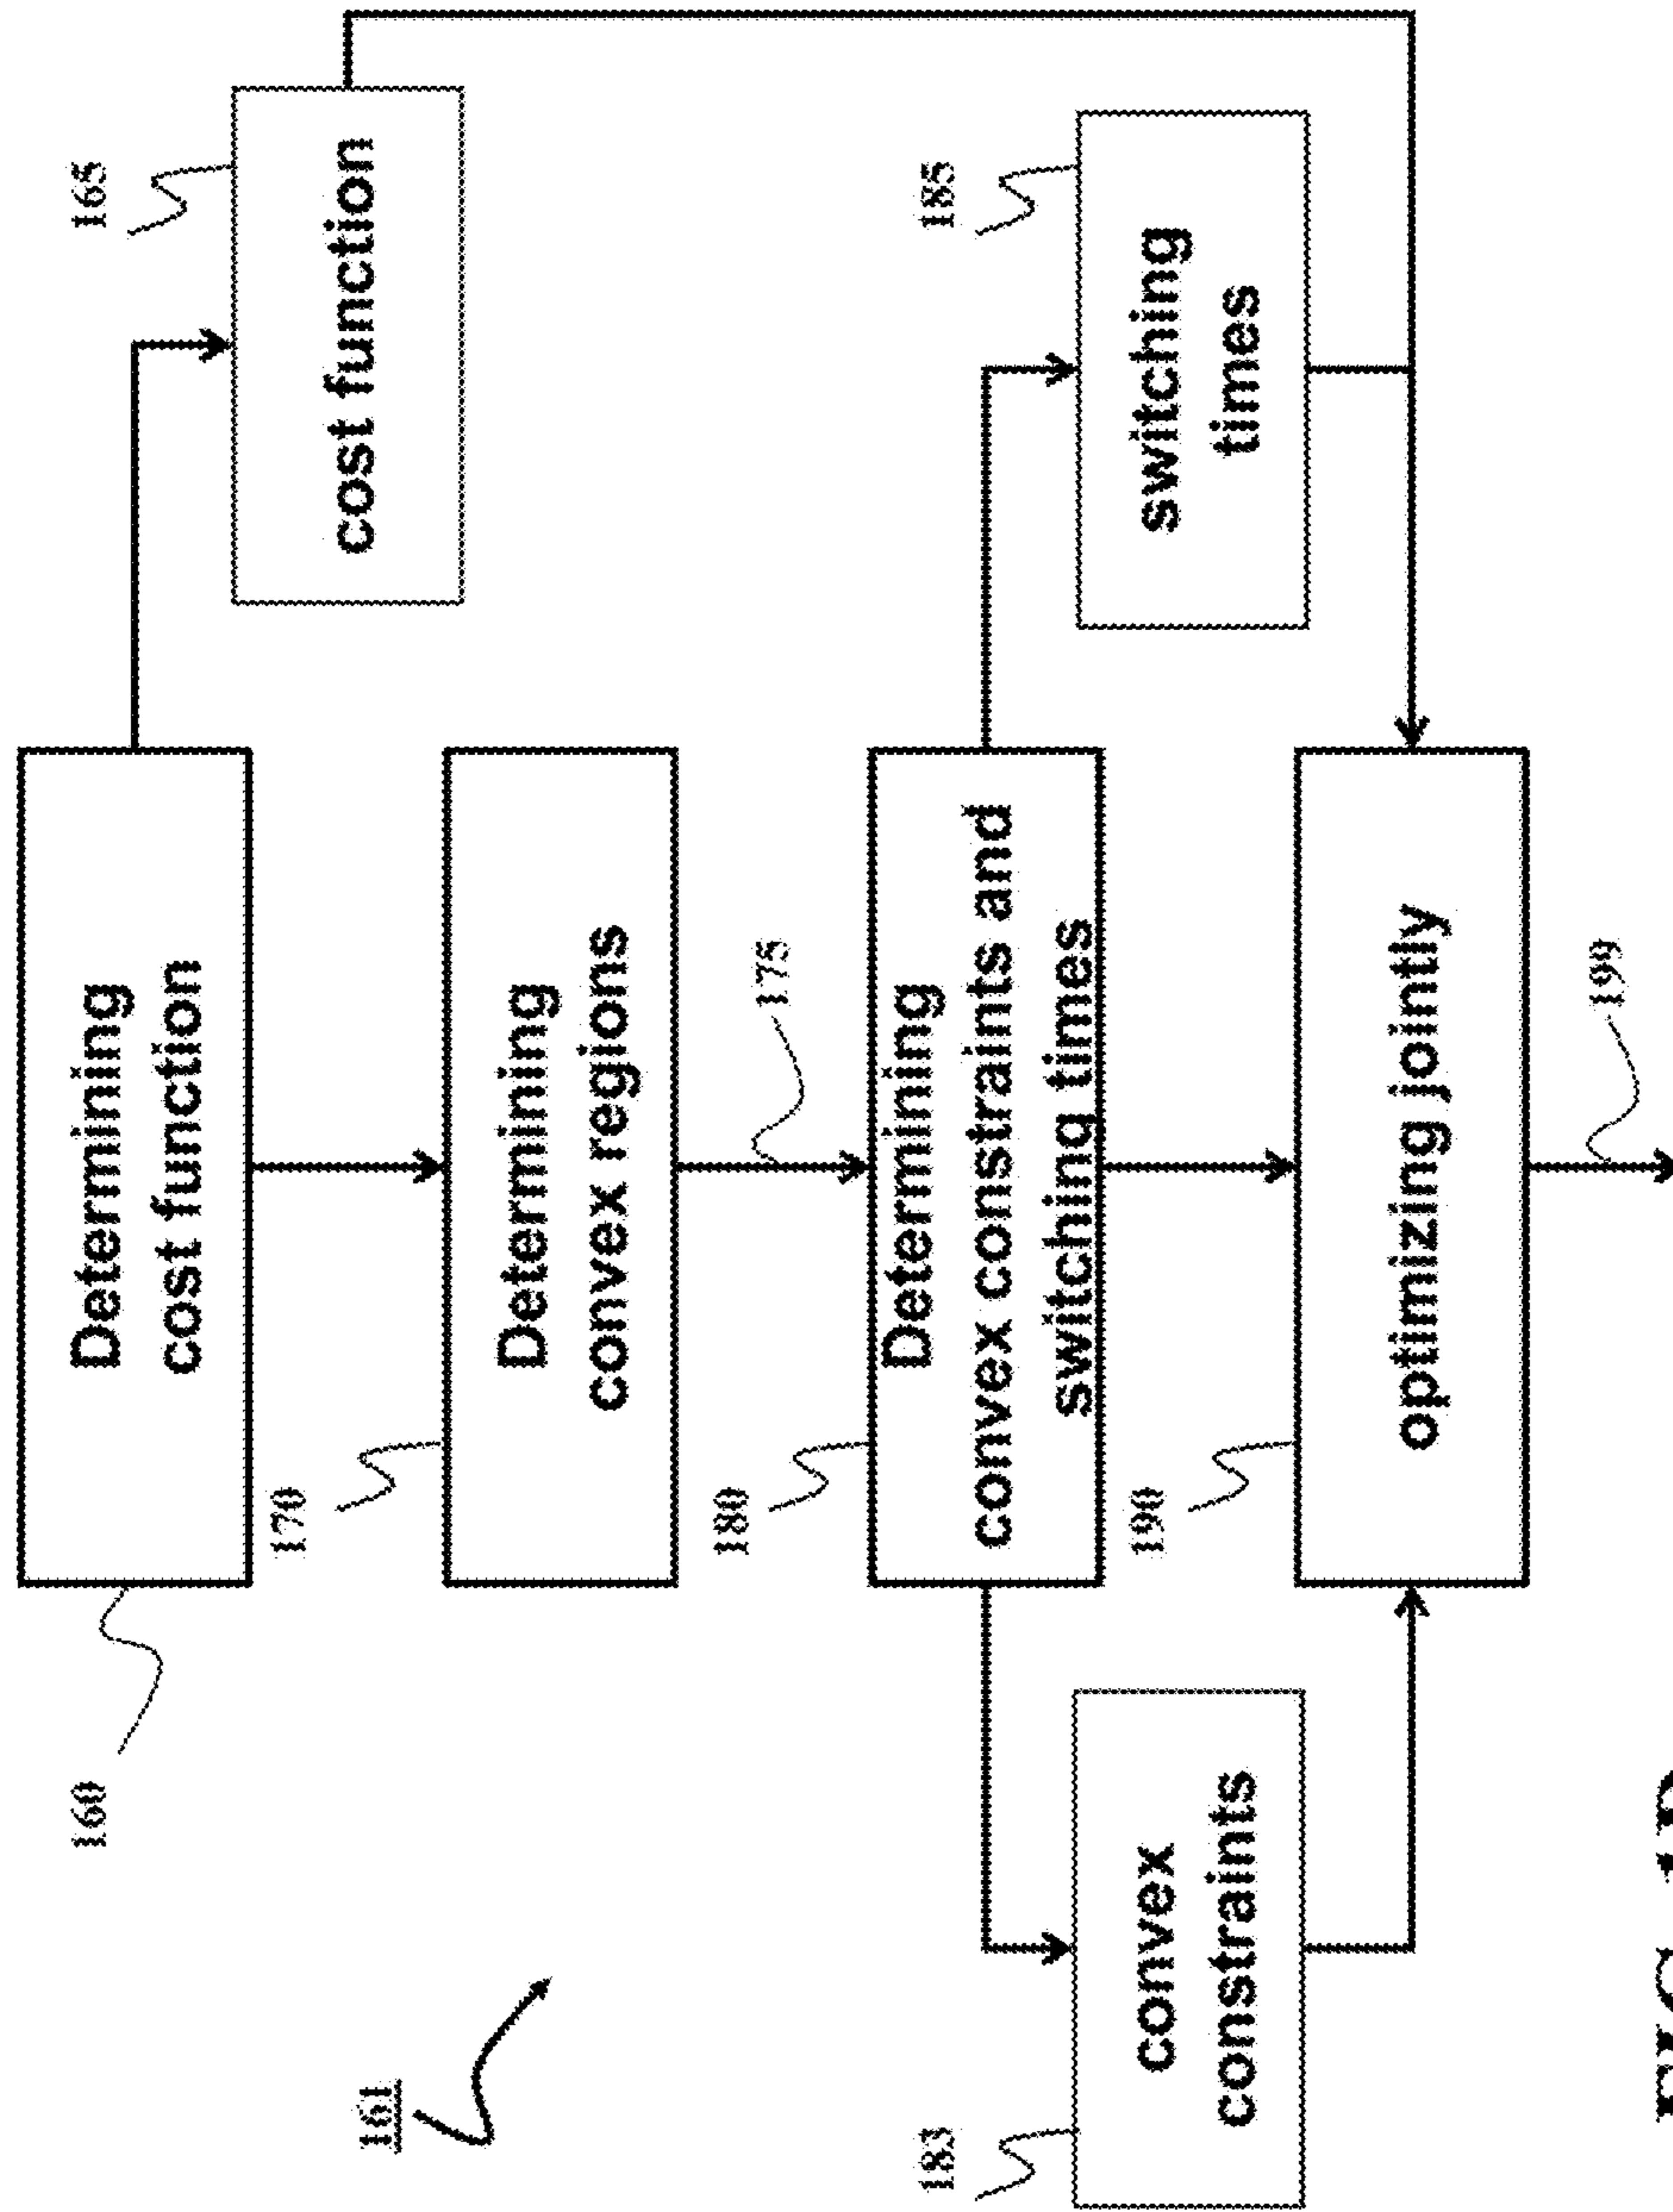 160
Determining
cost function
165
cost function
161
170
Determining
convex regions
175
180
Determining
convex constraints and
switching times
183
convex
constraints
185
switching
times
190
optimizing jointly
199